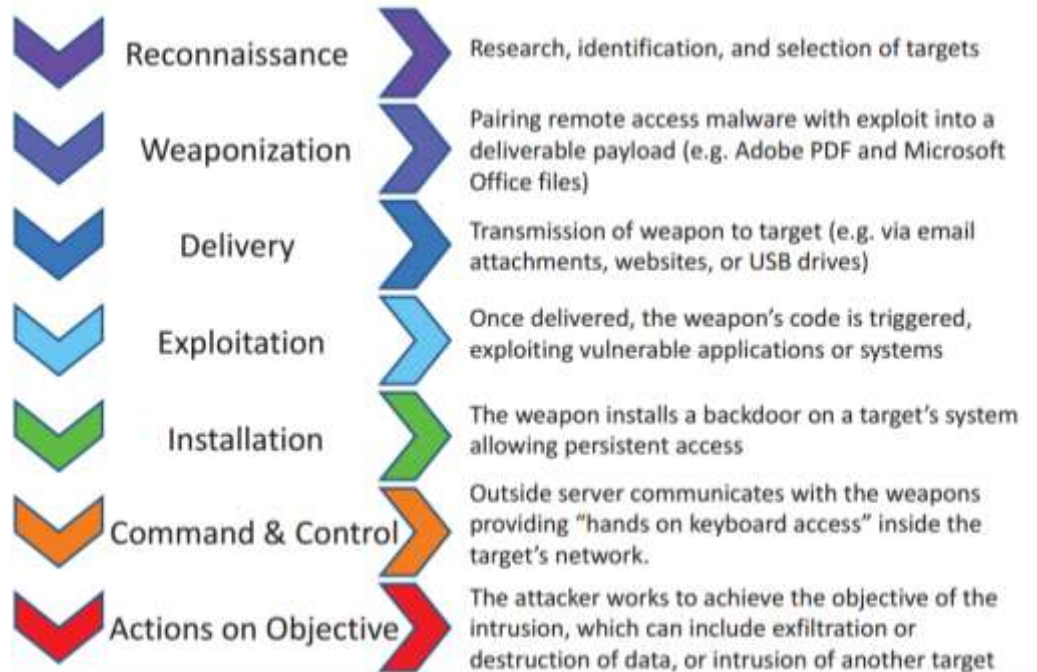 Reconnaissance
Research, identification, and selection of targets
Weaponization
Pairing remote access malware with exploit into a
deliverable payload (e.g. Adobe PDF and Microsoft
Office files)
Delivery
Transmission of weapon to target (e.g. via email
attachments, websites, or USB drives)
Exploitation
Once delivered, the weapon's code is triggered,
exploiting vulnerable applications or systems
Installation
The weapon installs a backdoor on a target's system
allowing persistent access
Command & Control
Outside server communicates with the weapons
providing "hands on keyboard access" inside the
target's network.
Actions on Objective
The attacker works to achieve the objective of the
intrusion, which can include exfiltration or
destruction of data, or intrusion of another target